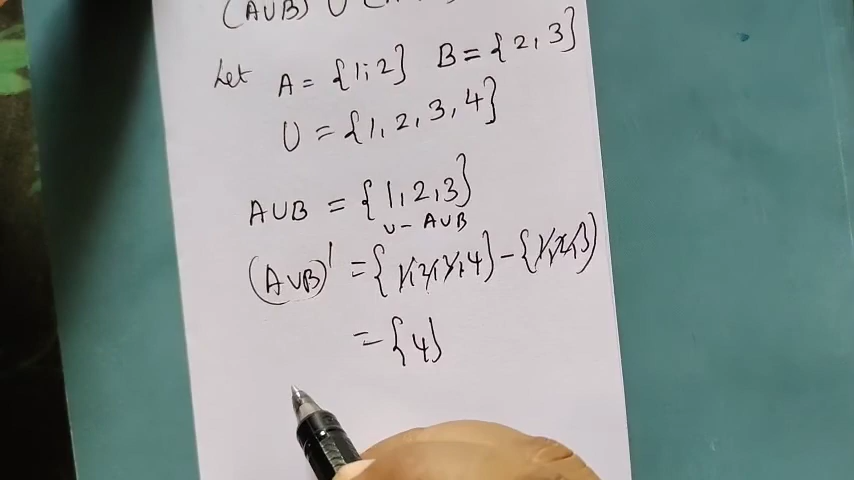 (AUB) U (
Let A = {1, 2} B = {2, 3}
U = {1, 2, 3, 4}
AUB = {1, 2, 3}
U - AUB
(AUB)' = {1, 2, 3, 4} - {1, 2, 3}
= {4}